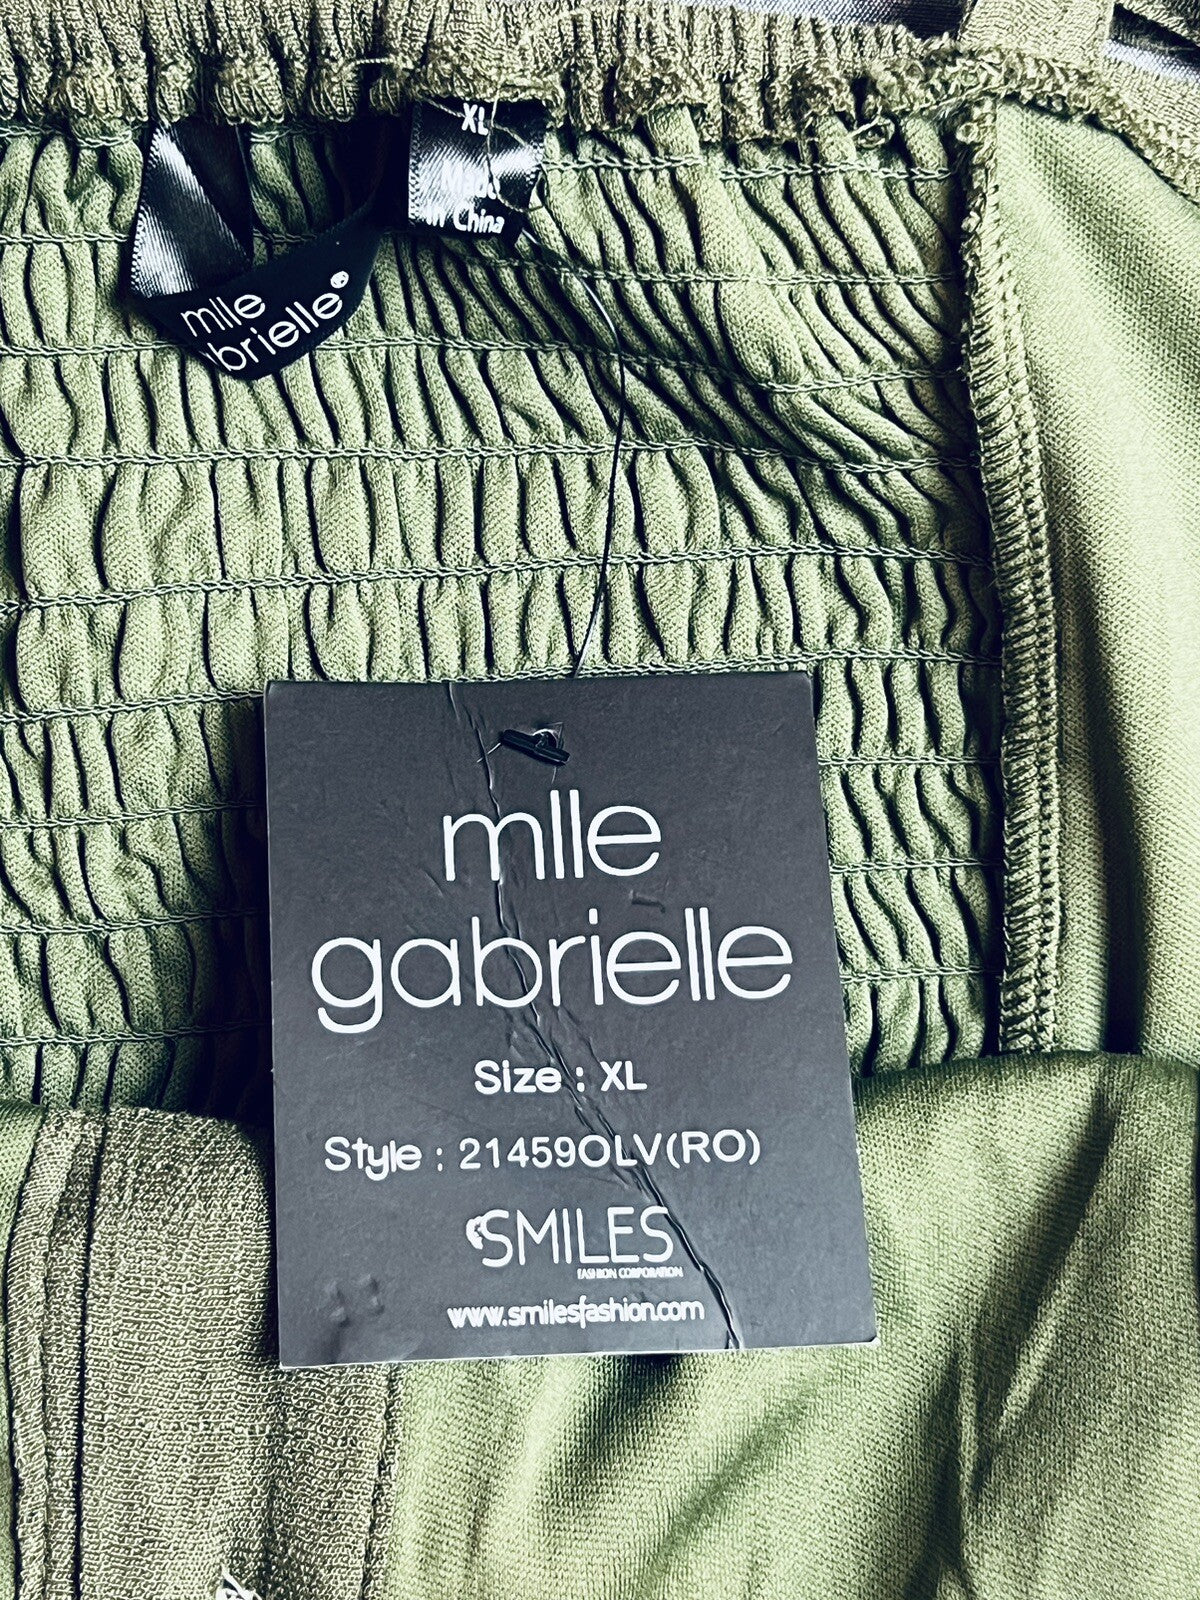 XL
Made
in China
mlle
gabrielle®
mlle
gabrielle
Size : XL
Style : 21459OLV(RO)
SMILES
FASHION CORPORATION
www.smilesfashion.com